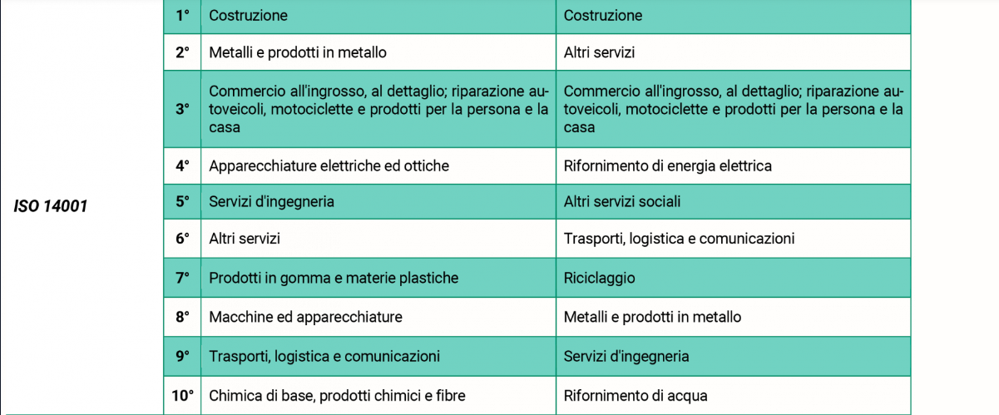 1° Costruzione Costruzione
2° Metalli e prodotti in metallo Altri servizi
Commercio all'ingrosso, al dettaglio; riparazione au- Commercio all'ingrosso, al dettaglio; riparazione au-
3° toveicoli, motociclette e prodotti per la persona e la toveicoli, motociclette e prodotti per la persona e la
casa casa
4° Apparecchiature elettriche ed ottiche Rifornimento di energia elettrica
ISO 14001 5° Servizi d'ingegneria Altri servizi sociali
6° Altri servizi Trasporti, logistica e comunicazioni
7° Prodotti in gomma e materie plastiche Riciclaggio
8° Macchine ed apparecchiature Metalli e prodotti in metallo
9° Trasporti, logistica e comunicazioni Servizi d'ingegneria
10° Chimica di base, prodotti chimici e fibre Rifornimento di acqua